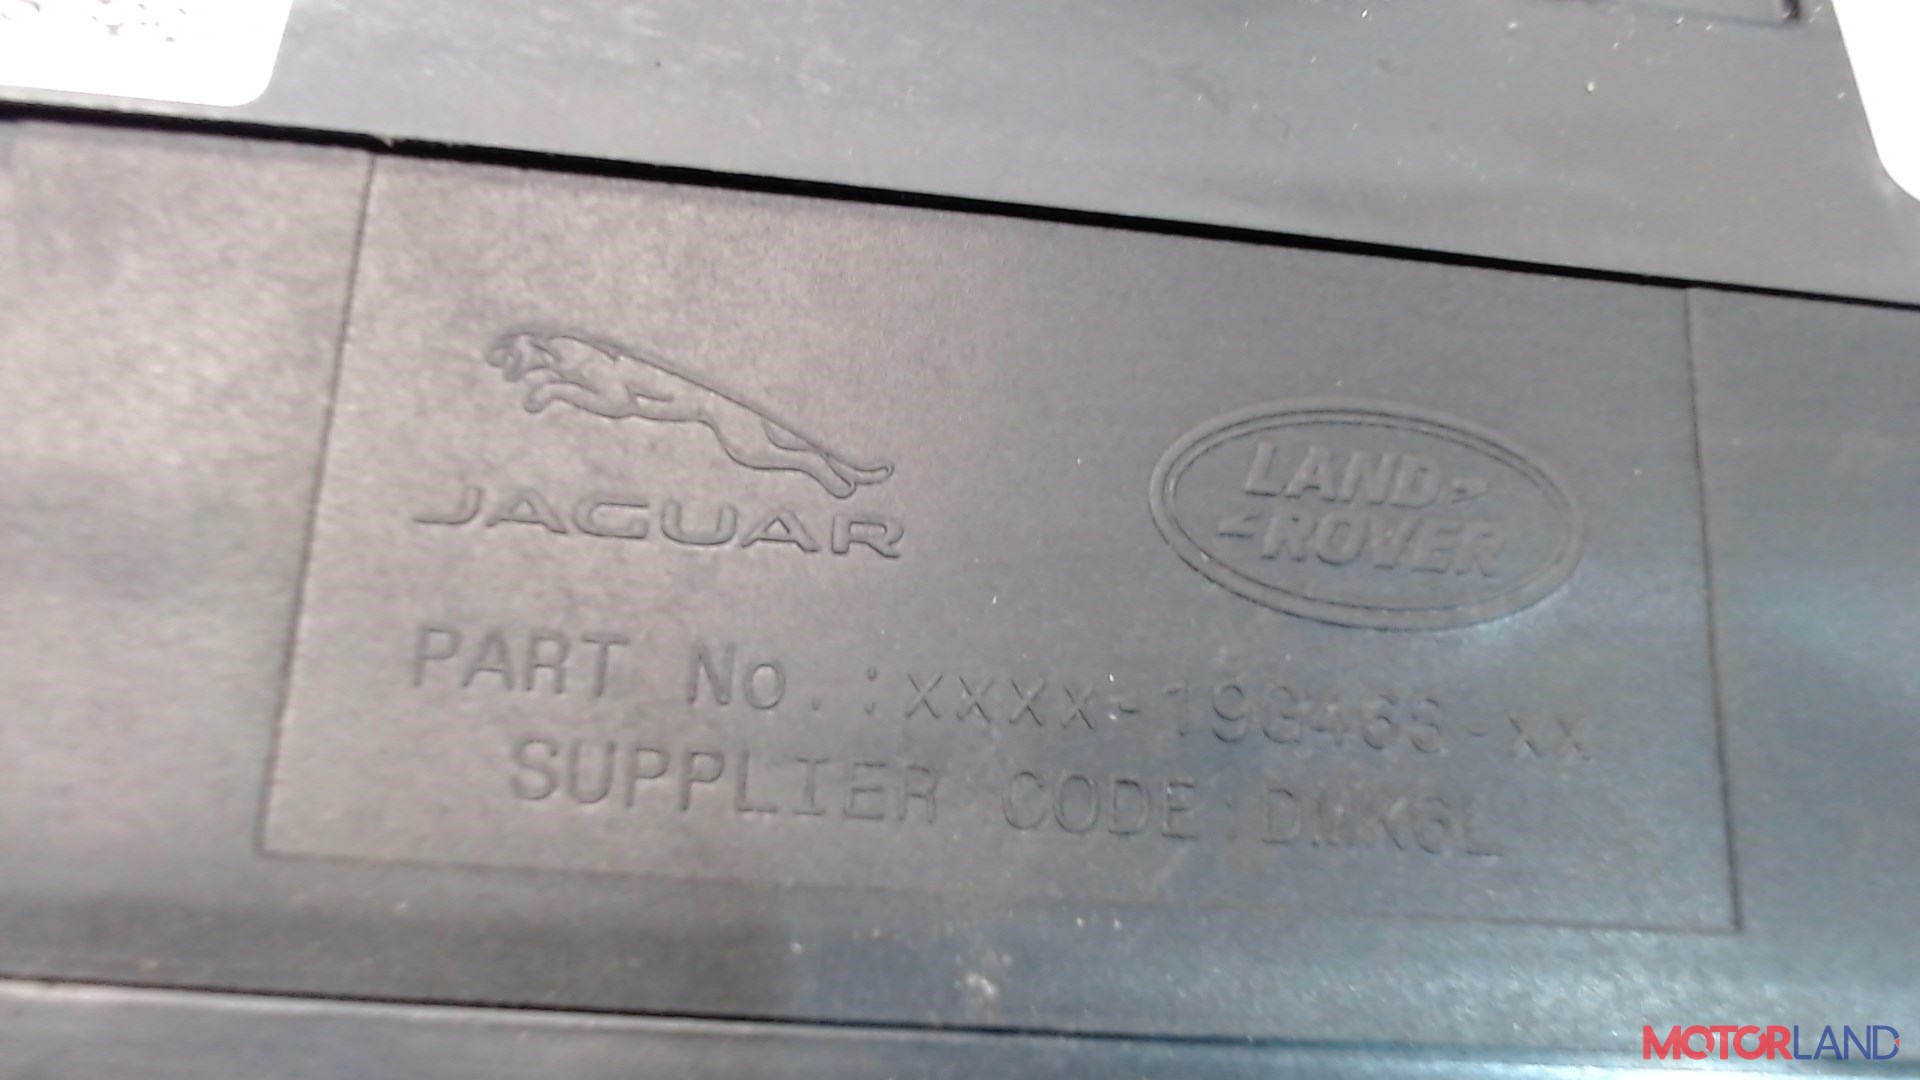 JAGUAR
LAND
ROVER
PART No.:xxxx-19G468-xx
SUPPLIER CODE:DMK6L
MOTORLAND